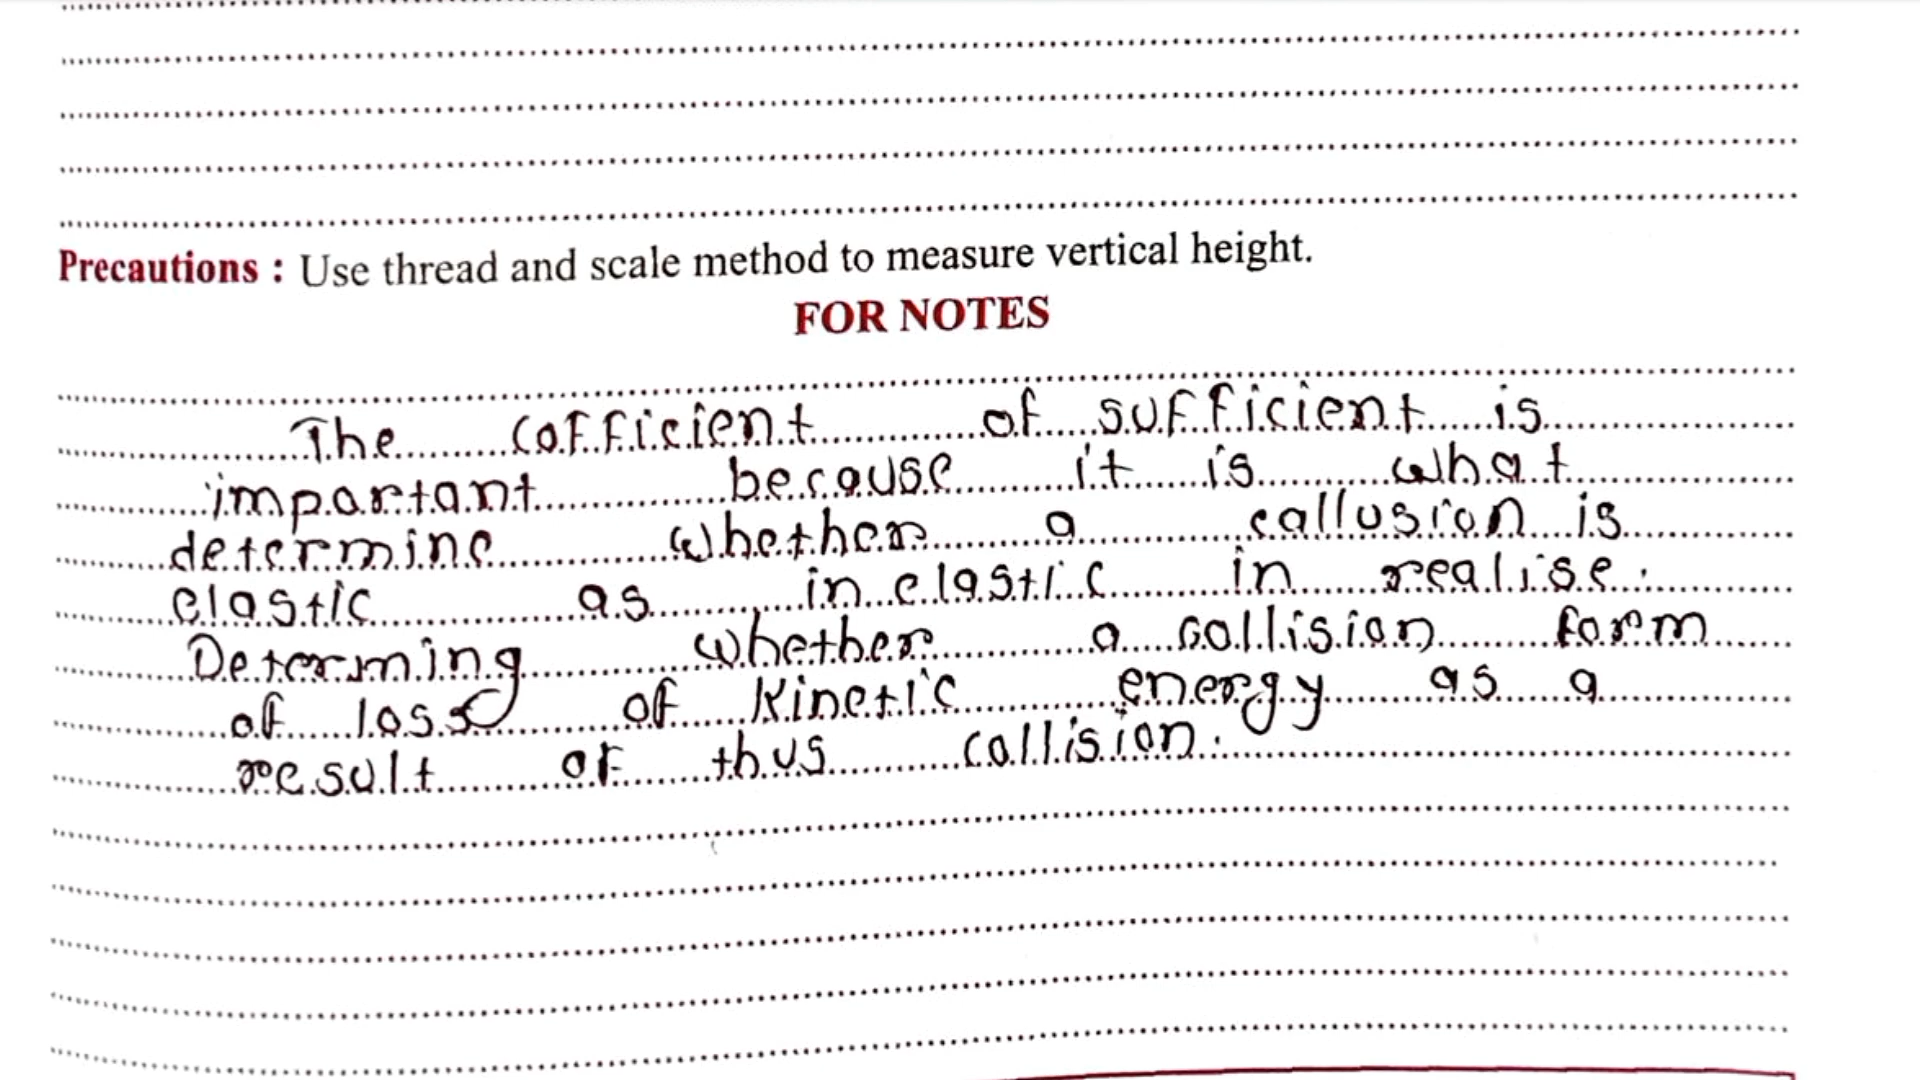 Precautions : Use thread and scale method to measure vertical height.
FOR NOTES
The cofficient of sufficient is
important because it is what
determine whether a callusion is
elastic as in elastic in realise.
Determing whether a collision form
of loss of kinetic energy as a
result of thus collision.